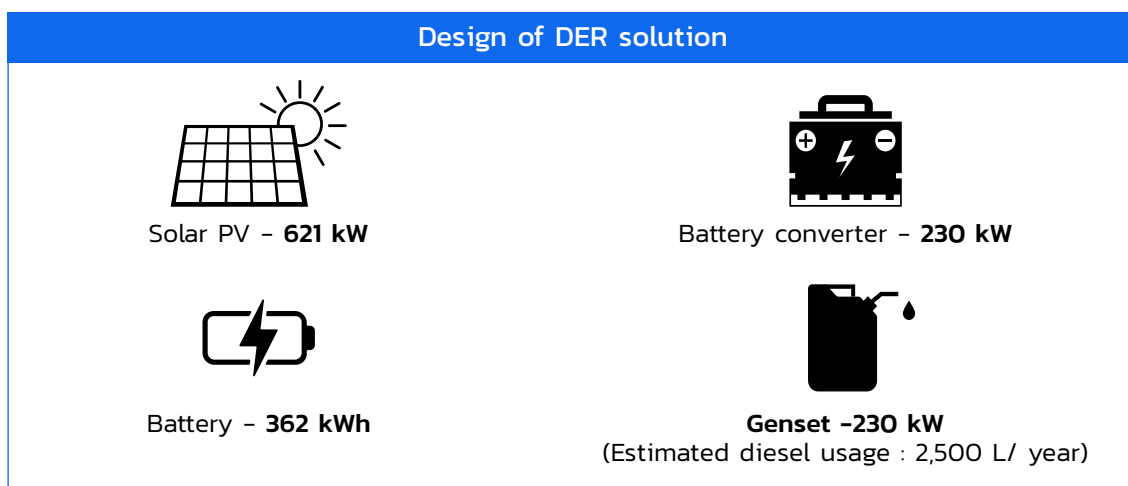 Design of DER solution
Solar PV – 621 kW
Battery converter – 230 kW
Battery – 362 kWh
Genset -230 kW
(Estimated diesel usage : 2,500 L/ year)